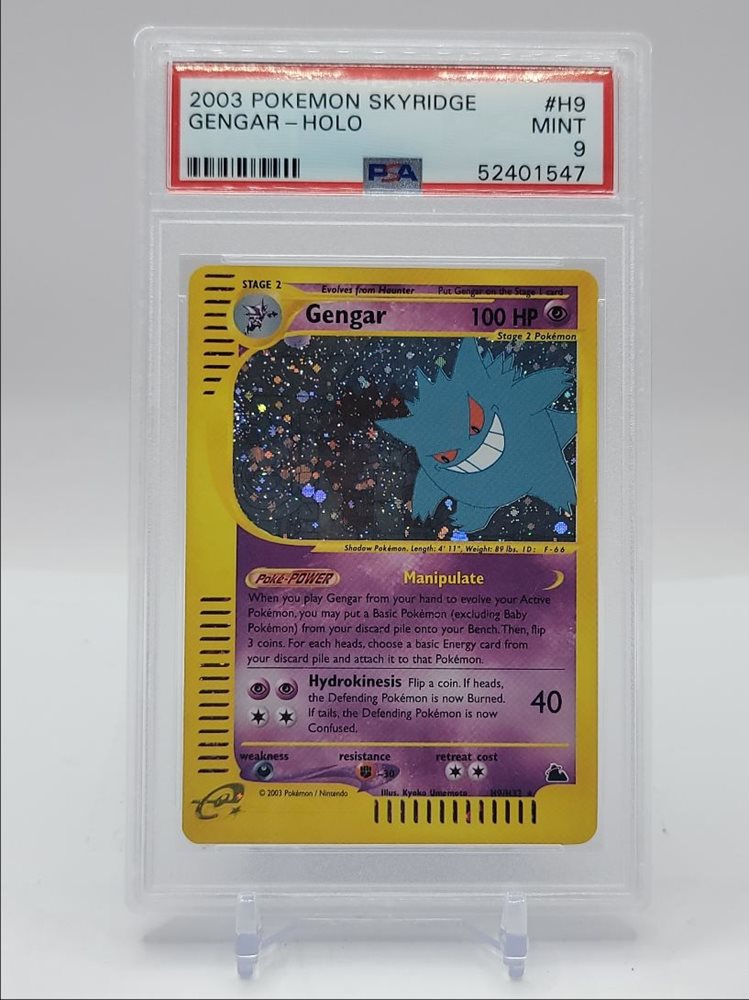 2003 POKEMON SKYRIDGE #H9
GENGAR - HOLO MINT
9
PSA 52401547
STAGE 2 Evolves from Haunter Put Gengar on the Stage 1 card
Gengar 100 HP
Stage 2 Pokémon
Shadow Pokémon. Length: 4' 11", Weight: 89 lbs. ID: F-66
Poké-POWER Manipulate
When you play Gengar from your hand to evolve your Active
Pokémon, you may put a Basic Pokémon (excluding Baby
Pokémon) from your discard pile onto your Bench. Then, flip
3 coins. For each heads, choose a basic Energy card from
your discard pile and attach it to that Pokémon.
Hydrokinesis Flip a coin. If heads,
the Defending Pokémon is now Burned. 40
If tails, the Defending Pokémon is now
Confused.
weakness resistance retreat cost
-30
© 2003 Pokémon / Nintendo Illus. Kyoko Umemoto H9/H32